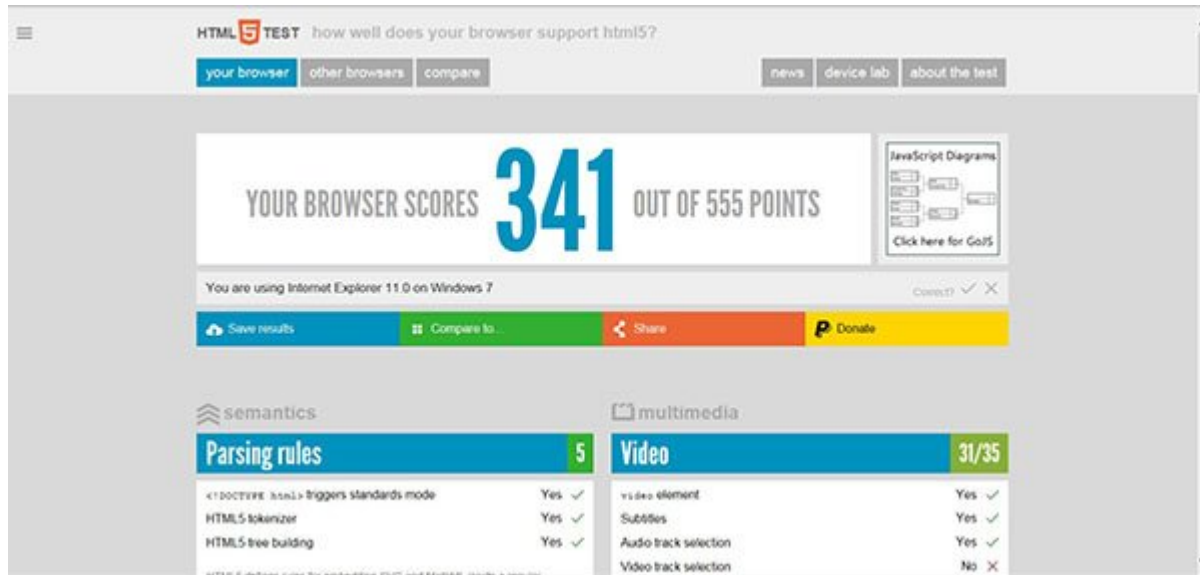 HTML 5 TEST how well does your browser support html5?
your browser other browsers compare news device lab about the test
YOUR BROWSER SCORES 341 OUT OF 555 POINTS
JavaScript Diagrams
Click here for GoJS
You are using Internet Explorer 11.0 on Windows 7 Correct?
Save results Compare to... Share Donate
semantics
Parsing rules 5
<!DOCTYPE html> triggers standards mode Yes
HTML5 tokenizer Yes
HTML5 tree building Yes
multimedia
Video 31/35
video element Yes
Subtitles Yes
Audio track selection Yes
Video track selection No